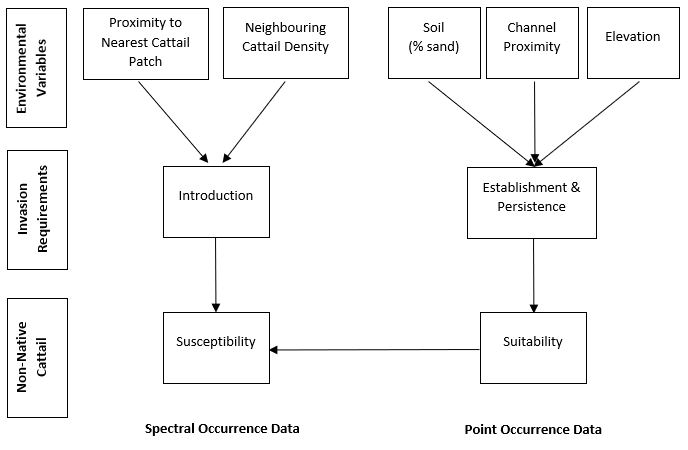 Environmental
Variables
Proximity to
Nearest Cattail
Patch
Neighbouring
Cattail Density
Soil
(% sand)
Channel
Proximity
Elevation
Invasion
Requirements
Introduction
Establishment &
Persistence
Non-Native
Cattail
Susceptibility
Suitability
Spectral Occurrence Data
Point Occurrence Data